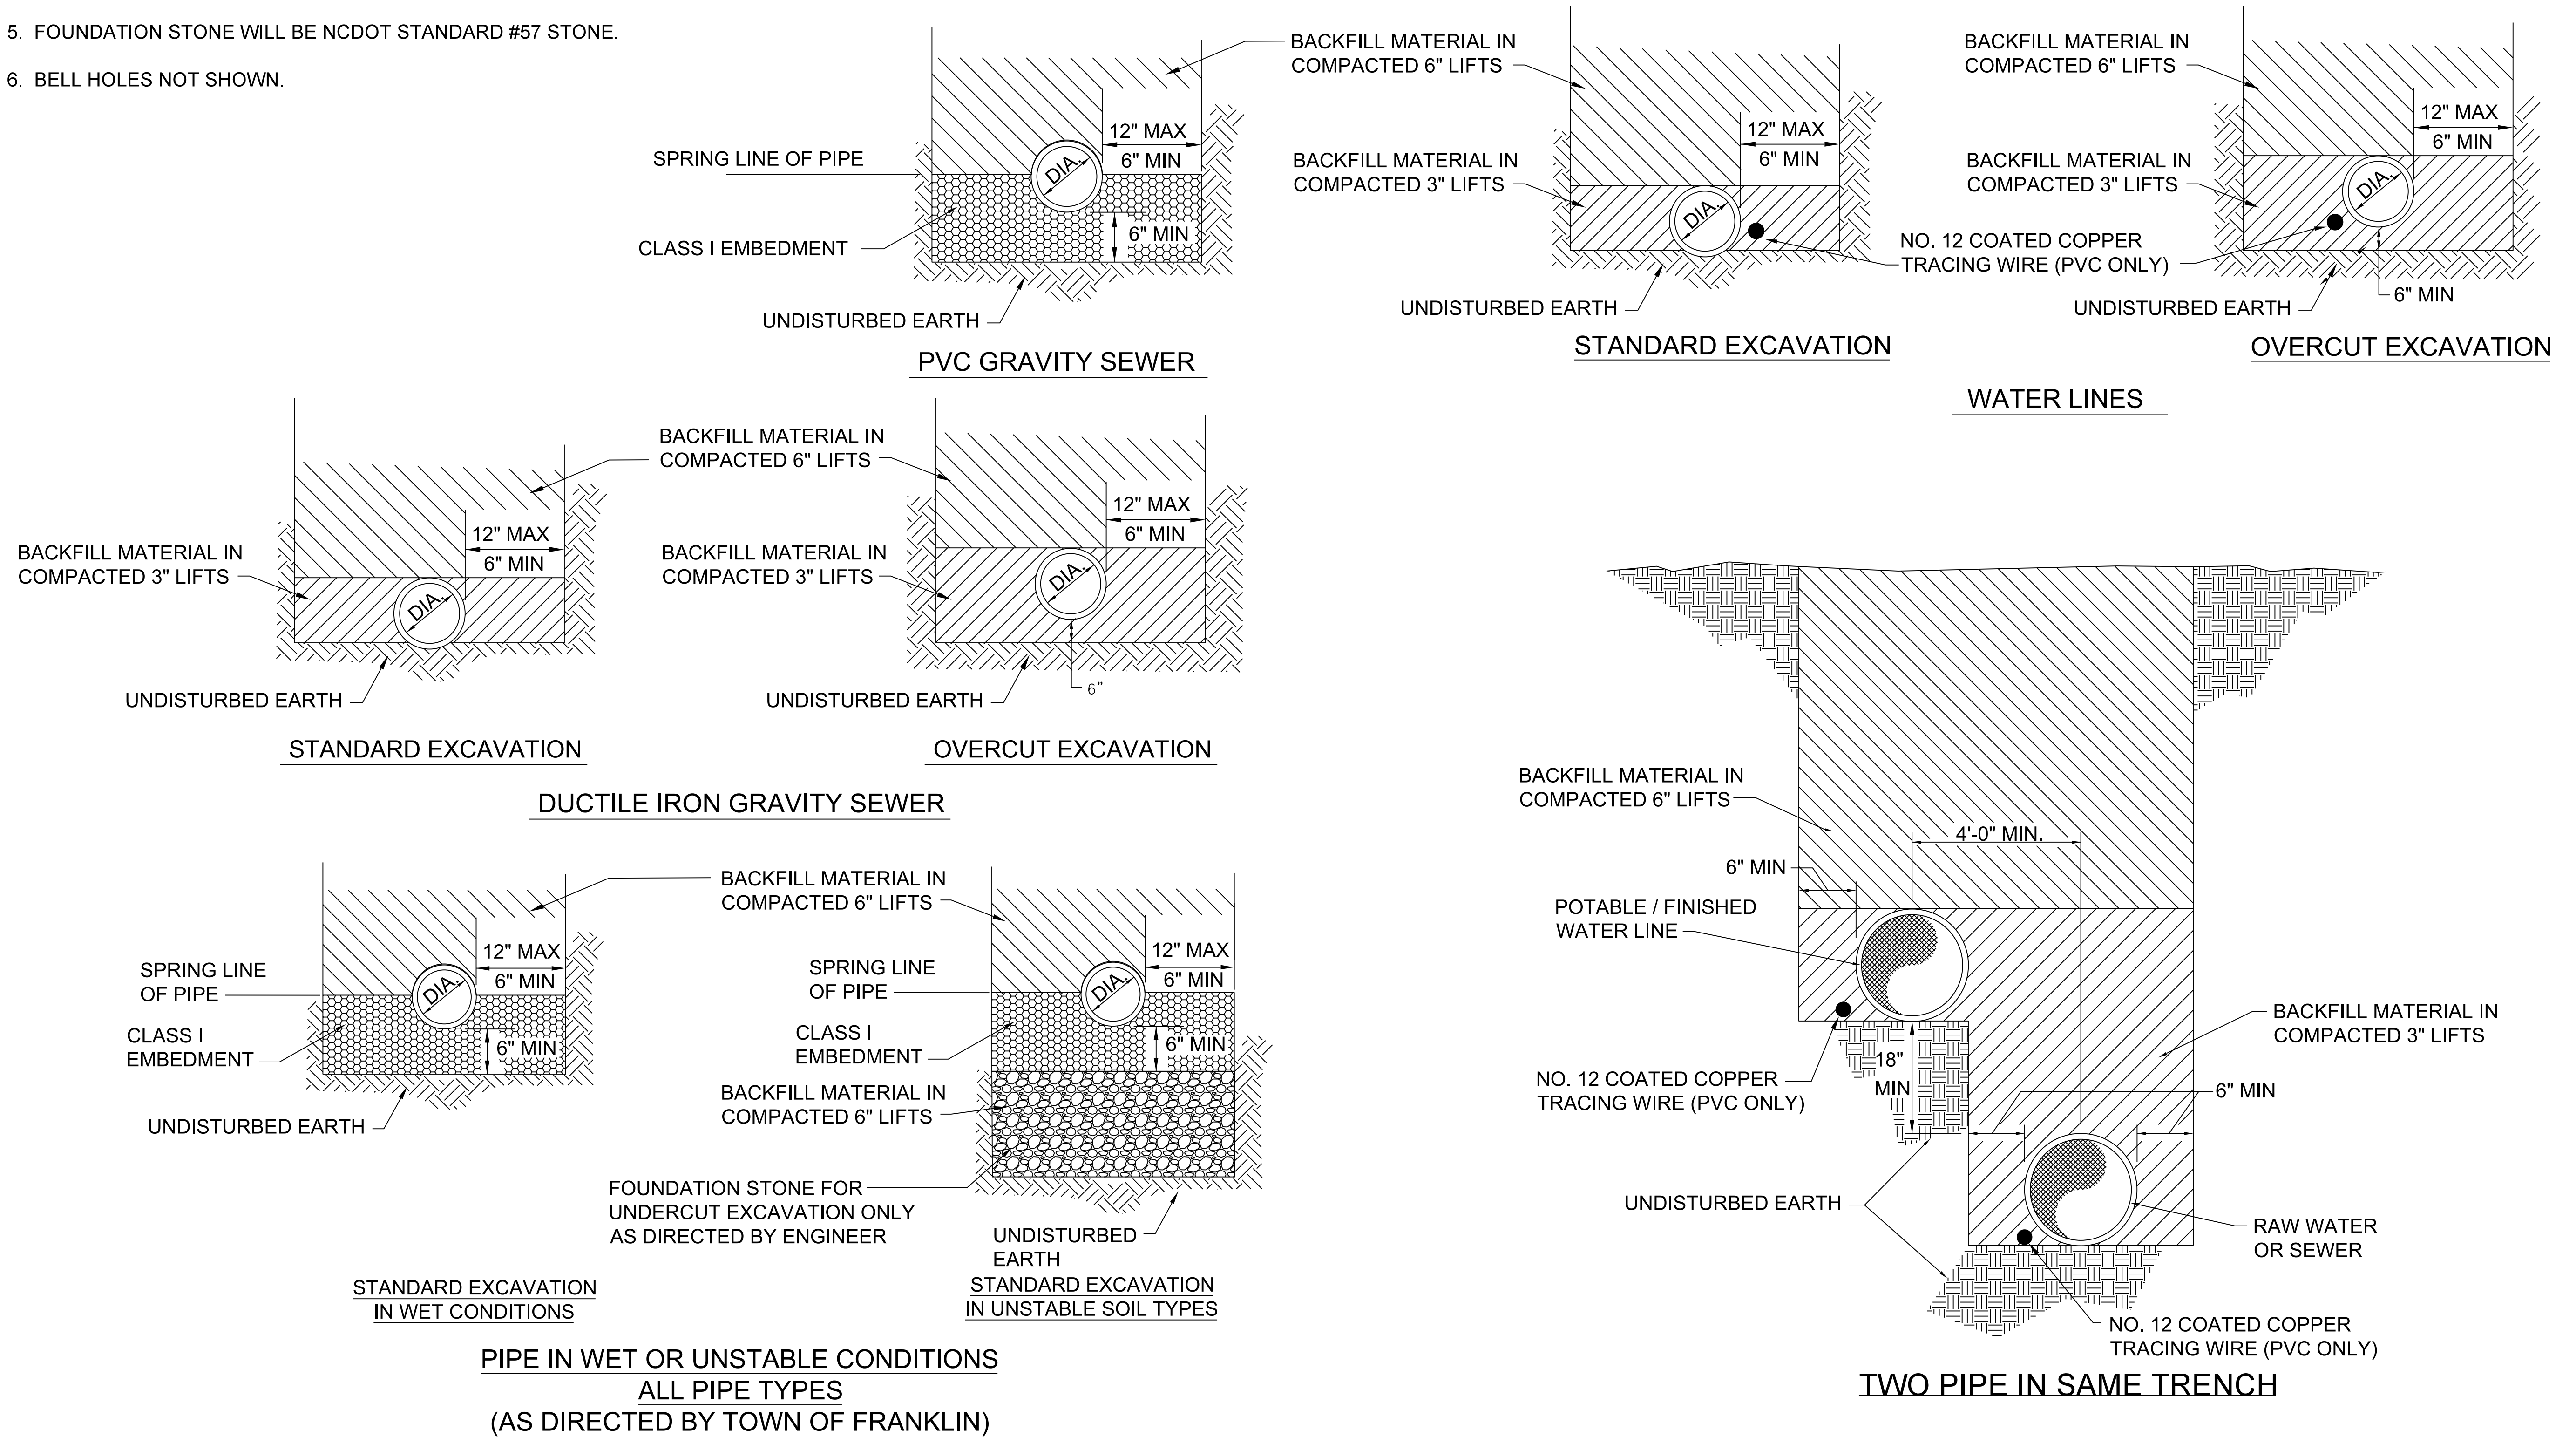 5. FOUNDATION STONE WILL BE NCDOT STANDARD #57 STONE.
6. BELL HOLES NOT SHOWN.
SPRING LINE OF PIPE
CLASS I EMBEDMENT
UNDISTURBED EARTH
DIA.
12" MAX
6" MIN
6" MIN
PVC GRAVITY SEWER
BACKFILL MATERIAL IN
COMPACTED 6" LIFTS
BACKFILL MATERIAL IN
COMPACTED 3" LIFTS
DIA.
12" MAX
6" MIN
UNDISTURBED EARTH
STANDARD EXCAVATION
NO. 12 COATED COPPER
TRACING WIRE (PVC ONLY)
BACKFILL MATERIAL IN
COMPACTED 6" LIFTS
BACKFILL MATERIAL IN
COMPACTED 3" LIFTS
DIA.
12" MAX
6" MIN
6" MIN
UNDISTURBED EARTH
OVERCUT EXCAVATION
WATER LINES
BACKFILL MATERIAL IN
COMPACTED 3" LIFTS
DIA.
12" MAX
6" MIN
UNDISTURBED EARTH
STANDARD EXCAVATION
BACKFILL MATERIAL IN
COMPACTED 6" LIFTS
BACKFILL MATERIAL IN
COMPACTED 3" LIFTS
DIA.
12" MAX
6" MIN
6"
UNDISTURBED EARTH
OVERCUT EXCAVATION
DUCTILE IRON GRAVITY SEWER
SPRING LINE
OF PIPE
CLASS I
EMBEDMENT
UNDISTURBED EARTH
DIA.
12" MAX
6" MIN
6" MIN
STANDARD EXCAVATION
IN WET CONDITIONS
BACKFILL MATERIAL IN
COMPACTED 6" LIFTS
SPRING LINE
OF PIPE
CLASS I
EMBEDMENT
BACKFILL MATERIAL IN
COMPACTED 6" LIFTS
FOUNDATION STONE FOR
UNDERCUT EXCAVATION ONLY
AS DIRECTED BY ENGINEER
DIA.
12" MAX
6" MIN
6" MIN
UNDISTURBED
EARTH
STANDARD EXCAVATION
IN UNSTABLE SOIL TYPES
PIPE IN WET OR UNSTABLE CONDITIONS
ALL PIPE TYPES
(AS DIRECTED BY TOWN OF FRANKLIN)
BACKFILL MATERIAL IN
COMPACTED 6" LIFTS
4'-0" MIN.
6" MIN
POTABLE / FINISHED
WATER LINE
NO. 12 COATED COPPER
TRACING WIRE (PVC ONLY)
18"
MIN
BACKFILL MATERIAL IN
COMPACTED 3" LIFTS
6" MIN
UNDISTURBED EARTH
RAW WATER
OR SEWER
NO. 12 COATED COPPER
TRACING WIRE (PVC ONLY)
TWO PIPE IN SAME TRENCH